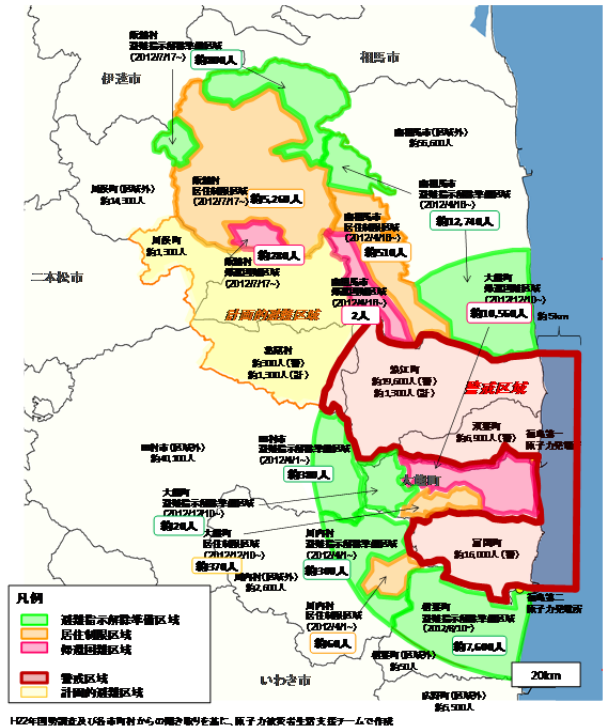 飯舘村
避難指示解除準備区域
(2012/7/17~)
約800人
相馬市
伊達市
南相馬市(区域外)
飯舘村
居住制限区域
(2012/7/17~)
約5,260人
川俣町(区域外)
約14,300人
南相馬市
避難指示解除準備区域
(2012/4/16~)
約12,740人
南相馬市
居住制限区域
(2012/4/16~)
約510人
川俣町
約1,300人
約280人
飯舘村
帰還困難区域
(2012/7/17~)
二本松市
大熊町
帰還困難区域
(2012/12/10~)
約10,560人
約5km
南相馬市
帰還困難区域
(2012/4/16~)
2人
計画的避難区域
葛尾村
約300人(警)
約1,300人(計)
浪江町
約19,600人(警)
約1,300人(計)
警戒区域
双葉町
約6,900人(警)
福島第一
原子力発電所
田村市(区域外)
約40,100人
田村市
避難指示解除準備区域
(2012/4/1~)
約380人
大熊町
大熊町
避難指示解除準備区域
(2012/12/10~)
約20人
大熊町
居住制限区域
(2012/12/10~)
約370人
川内村
避難指示解除準備区域
(2012/4/1~)
約300人
富岡町
約16,000人(警)
川内村(区域外)
約2,600人
川内村
居住制限区域
(2012/4/1~)
約60人
楢葉町
避難指示解除準備区域
(2012/8/10~)
約7,600人
福島第二
原子力発電所
楢葉町(区域外)
約50人
いわき市
広野町(区域外)
約5,500人
20km
凡例
避難指示解除準備区域
居住制限区域
帰還困難区域
警戒区域
計画的避難区域
H22年国勢調査及び各市町村からの聞き取りを基に、原子力被災者生活支援チームで作成